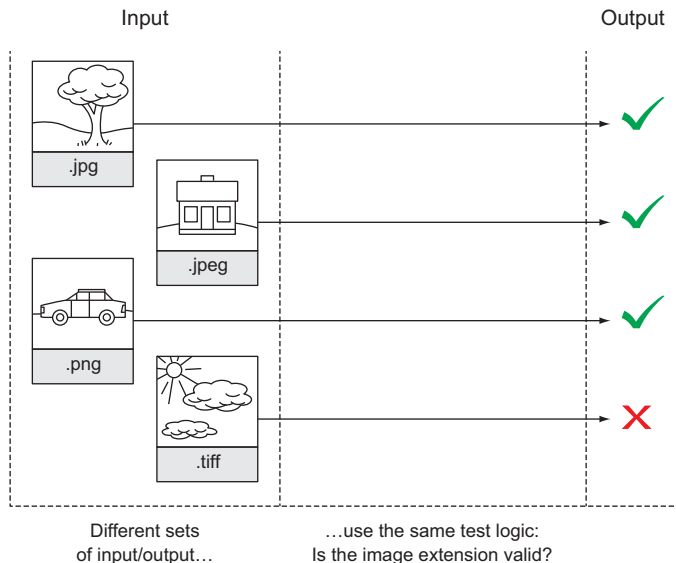 Input
Output
.jpg
.jpeg
.png
.tiff
Different sets
of input/output…
…use the same test logic:
Is the image extension valid?